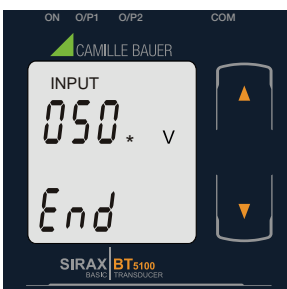 ON O/P1 O/P2 COM
CAMILLE BAUER
INPUT
050.* V
End
SIRAX BT5100
BASIC TRANSDUCER